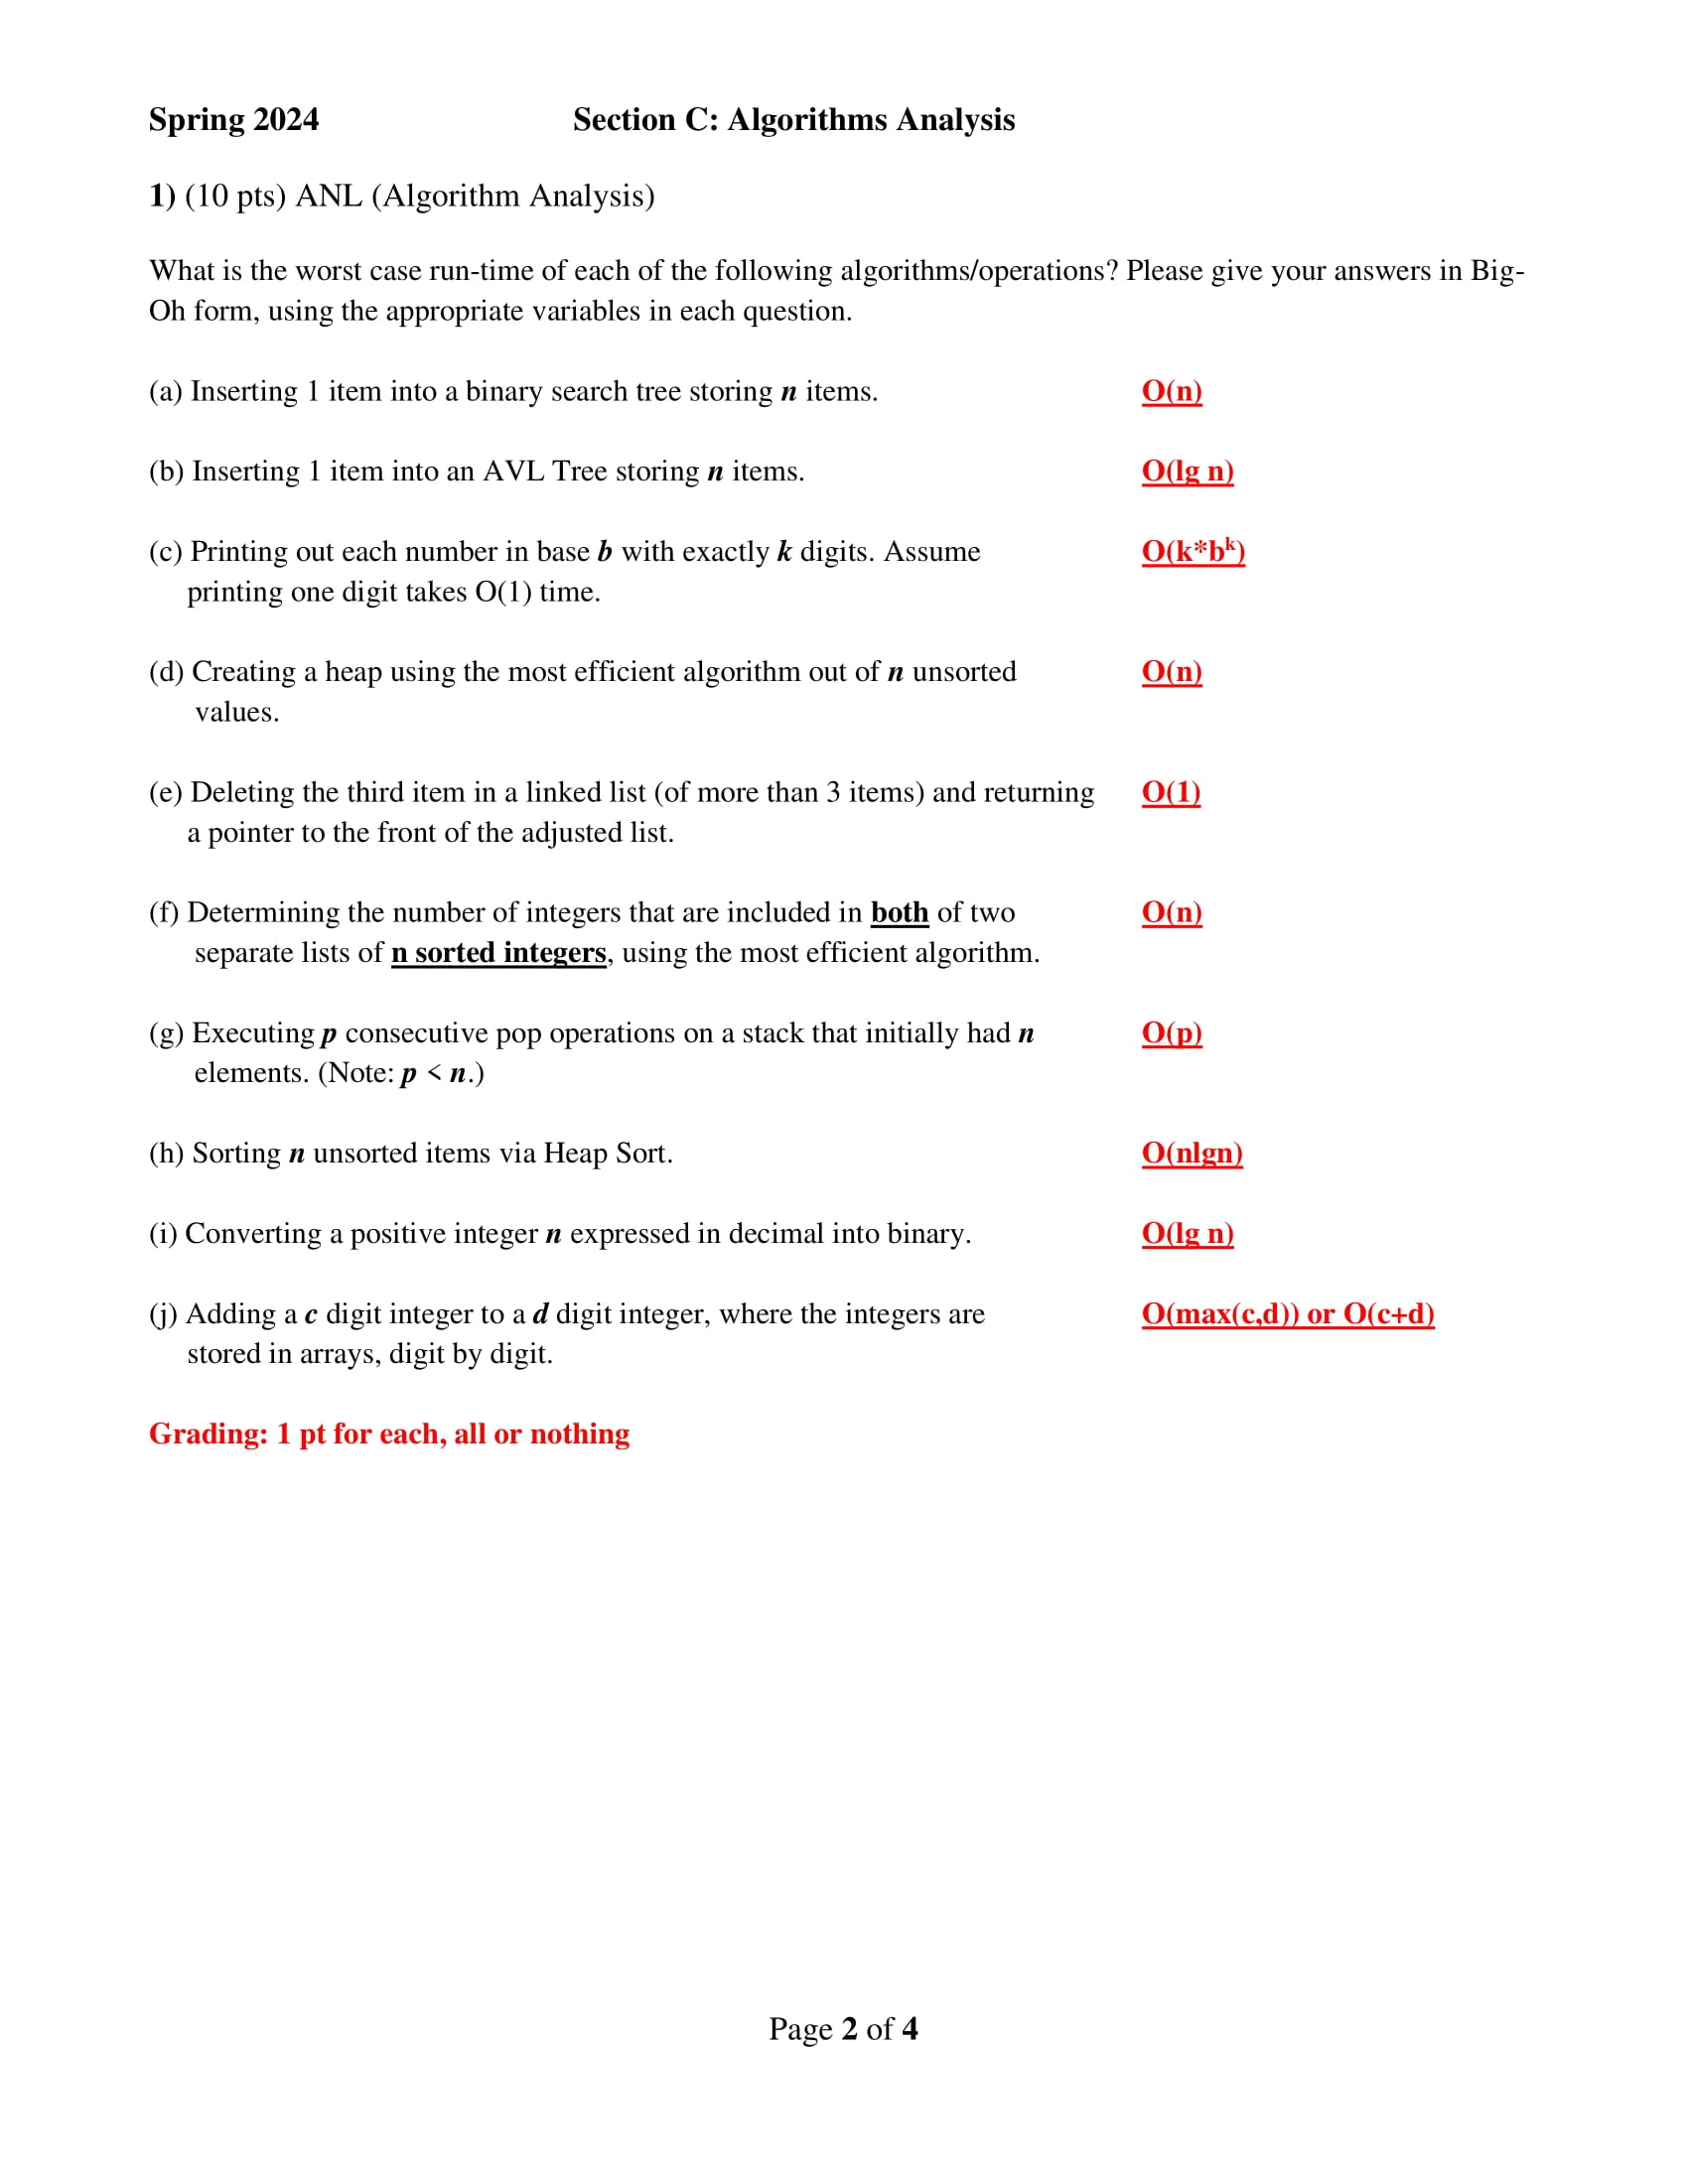 Spring 2024 Section C: Algorithms Analysis
1) (10 pts) ANL (Algorithm Analysis)
What is the worst case run-time of each of the following algorithms/operations? Please give your answers in Big-
Oh form, using the appropriate variables in each question.
(a) Inserting 1 item into a binary search tree storing n items. O(n)
(b) Inserting 1 item into an AVL Tree storing n items. O(lg n)
(c) Printing out each number in base b with exactly k digits. Assume O(k*bᵏ)
printing one digit takes O(1) time.
(d) Creating a heap using the most efficient algorithm out of n unsorted O(n)
values.
(e) Deleting the third item in a linked list (of more than 3 items) and returning O(1)
a pointer to the front of the adjusted list.
(f) Determining the number of integers that are included in both of two O(n)
separate lists of n sorted integers, using the most efficient algorithm.
(g) Executing p consecutive pop operations on a stack that initially had n O(p)
elements. (Note: p < n.)
(h) Sorting n unsorted items via Heap Sort. O(nlgn)
(i) Converting a positive integer n expressed in decimal into binary. O(lg n)
(j) Adding a c digit integer to a d digit integer, where the integers are O(max(c,d)) or O(c+d)
stored in arrays, digit by digit.
Grading: 1 pt for each, all or nothing
Page 2 of 4